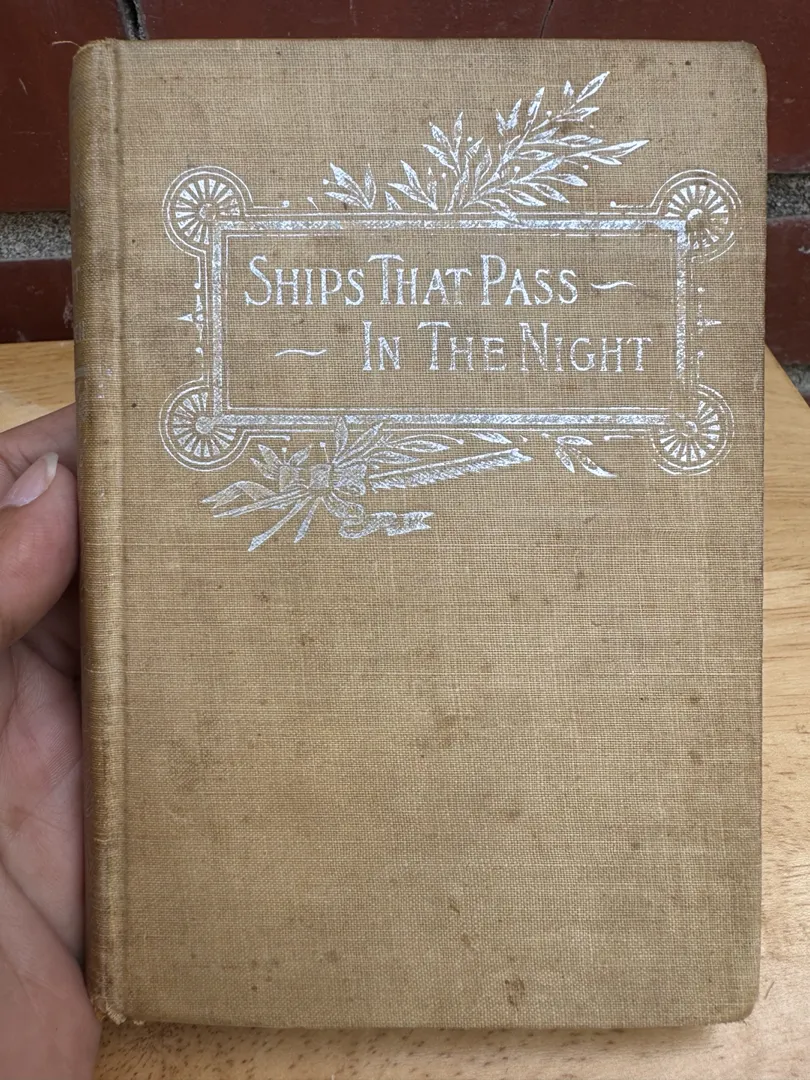 Ships That Pass ~
~ In The Night